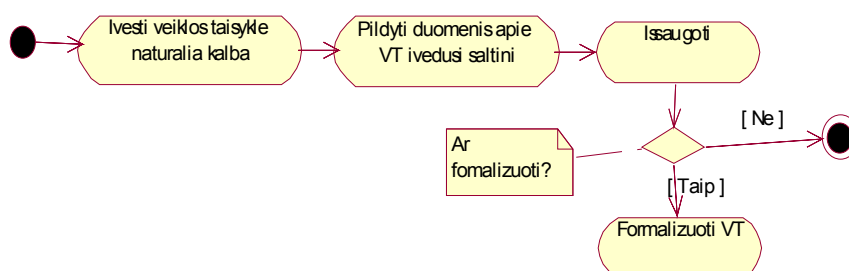 Ivesti veiklos taisykle
naturalia kalba
Pildyti duomenis apie
VT ivedusi saltini
Issaugoti
[ Ne ]
Ar
fomalizuoti?
[ Taip ]
Formalizuoti VT